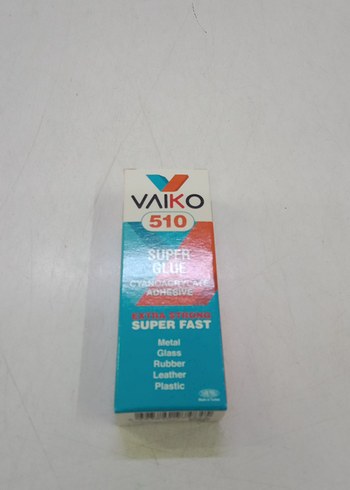 VAIKO
510
SUPER
GLUE
CYANOACRYLATE
ADHESIVE
EXTRA STRONG
SUPER FAST
Metal
Glass
Rubber
Leather
Plastic